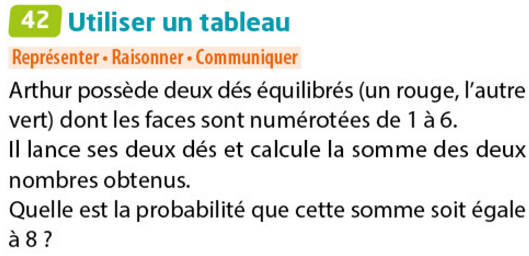 42 Utiliser un tableau
Représenter • Raisonner • Communiquer
Arthur possède deux dés équilibrés (un rouge, l'autre
vert) dont les faces sont numérotées de 1 à 6.
Il lance ses deux dés et calcule la somme des deux
nombres obtenus.
Quelle est la probabilité que cette somme soit égale
à 8 ?